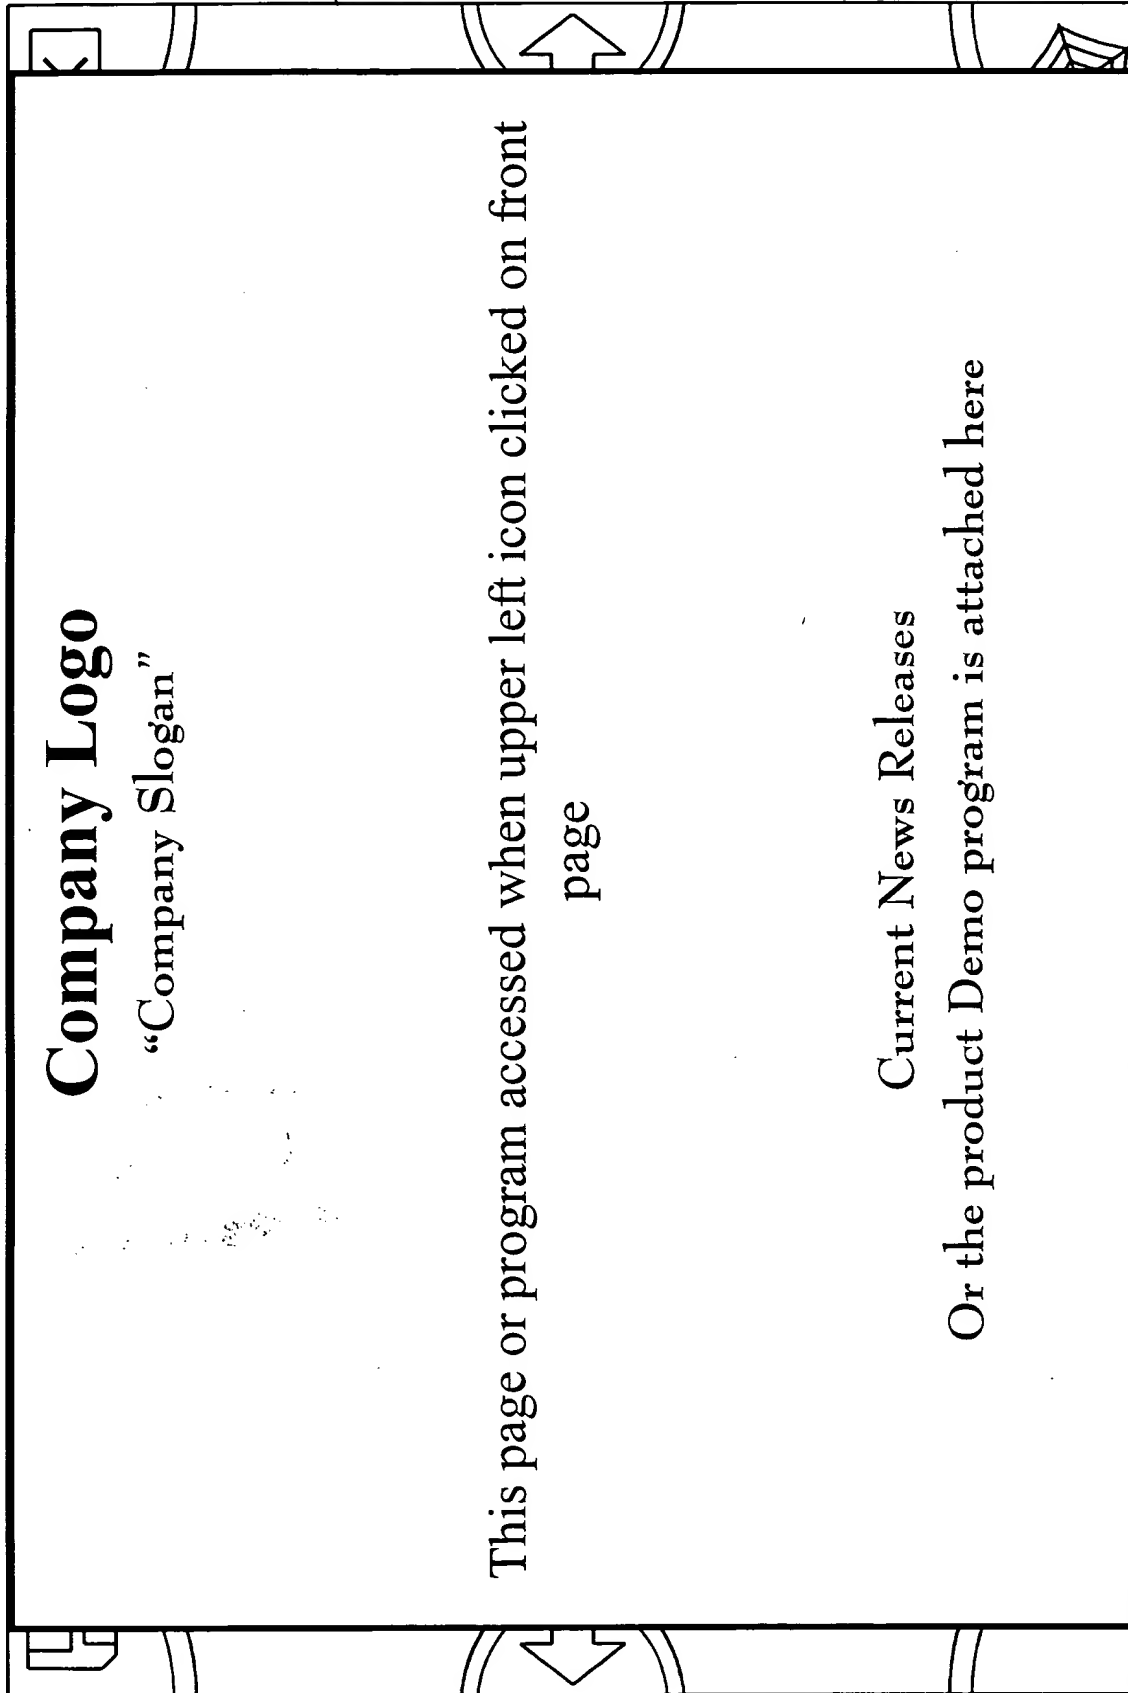 Company Logo
“Company Slogan”
This page or program accessed when upper left icon clicked on front
page
Current News Releases
Or the product Demo program is attached here